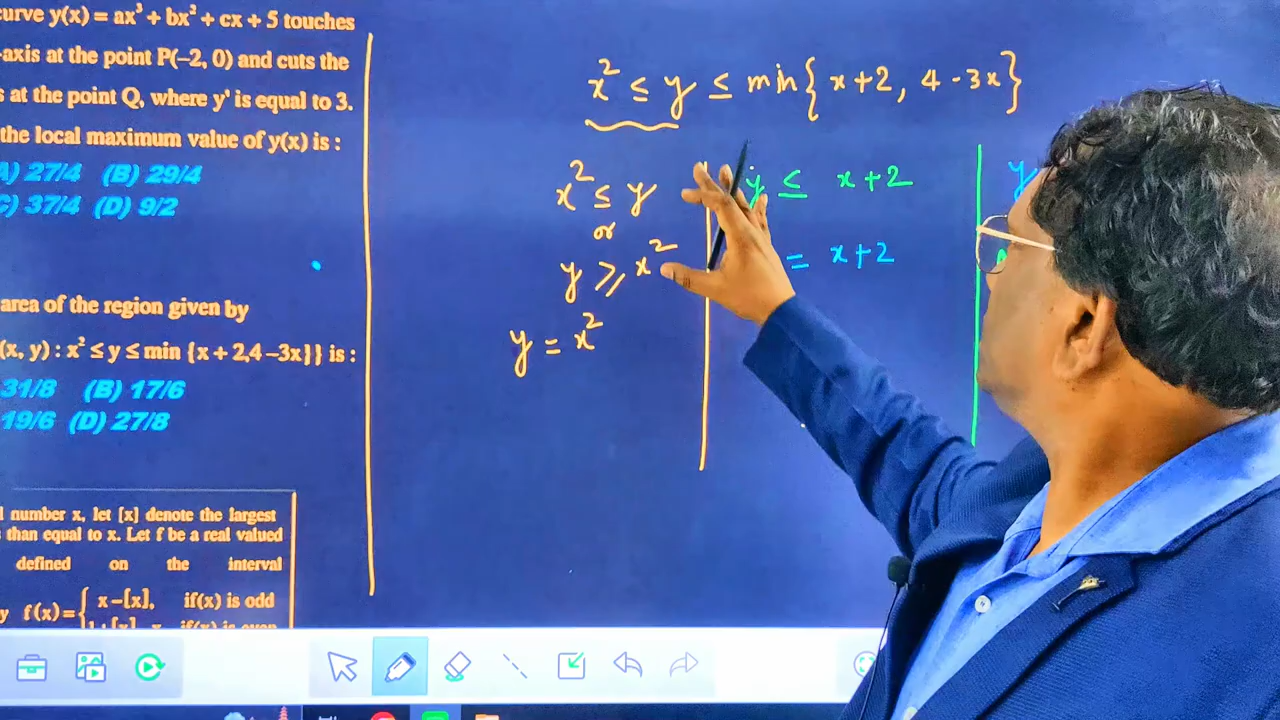 curve y(x) = ax³ + bx² + cx + 5 touches
-axis at the point P(−2, 0) and cuts the
s at the point Q, where y' is equal to 3.
the local maximum value of y(x) is :
A) 27/4 (B) 29/4
C) 37/4 (D) 9/2
area of the region given by
(x, y) : x² ≤ y ≤ min {x + 2, 4 − 3x}} is :
31/8 (B) 17/6
19/6 (D) 27/8
number x, let [x] denote the largest
than equal to x. Let f be a real valued
defined on the interval
y f(x) = { x−[x], if(x) is odd
x² ≤ y ≤ min{x+2, 4−3x}
x² ≤ y
or
y ≥ x²
y = x²
y ≤ x+2
= x+2
y